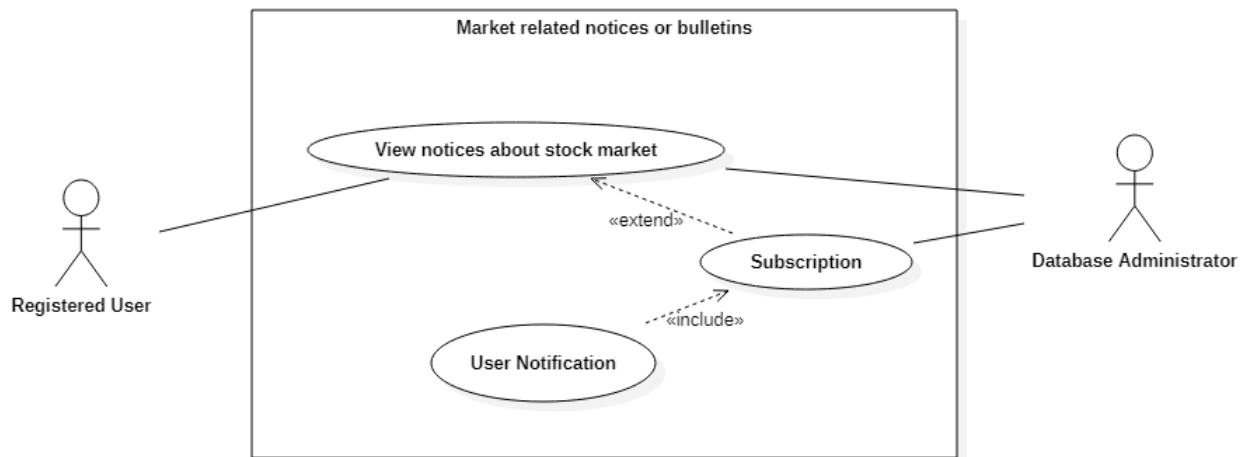 Market related notices or bulletins
View notices about stock market
«extend»
Subscription
Database Administrator
Registered User
«include»
User Notification